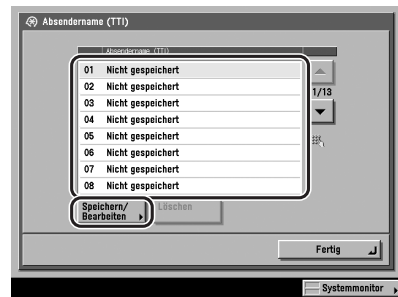 Absendername (TTI)
Absendername (TTI)
01 Nicht gespeichert
02 Nicht gespeichert
03 Nicht gespeichert
04 Nicht gespeichert
05 Nicht gespeichert
06 Nicht gespeichert
07 Nicht gespeichert
08 Nicht gespeichert
1/13
Speichern/
Bearbeiten
Löschen
Fertig
Systemmonitor